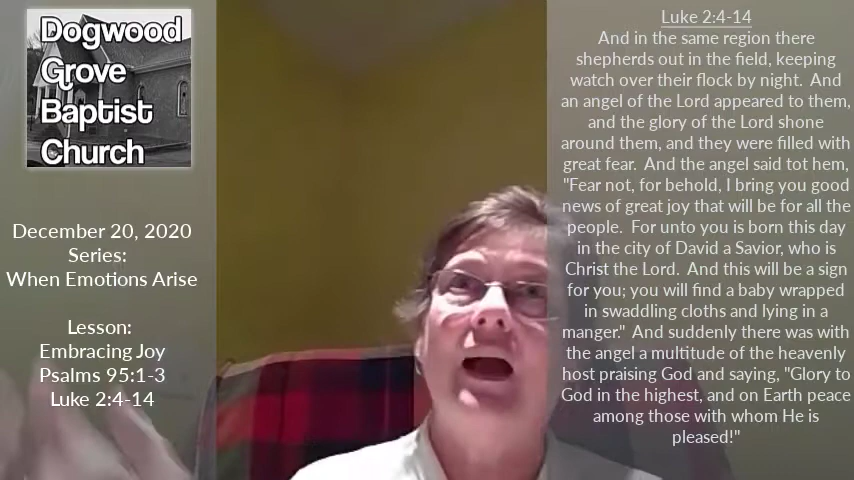 Dogwood
Grove
Baptist
Church
December 20, 2020
Series:
When Emotions Arise
Lesson:
Embracing Joy
Psalms 95:1-3
Luke 2:4-14
Luke 2:4-14
And in the same region there
shepherds out in the field, keeping
watch over their flock by night. And
an angel of the Lord appeared to them,
and the glory of the Lord shone
around them, and they were filled with
great fear. And the angel said tot hem,
"Fear not, for behold, I bring you good
news of great joy that will be for all the
people. For unto you is born this day
in the city of David a Savior, who is
Christ the Lord. And this will be a sign
for you; you will find a baby wrapped
in swaddling cloths and lying in a
manger." And suddenly there was with
the angel a multitude of the heavenly
host praising God and saying, "Glory to
God in the highest, and on Earth peace
among those with whom He is
pleased!"